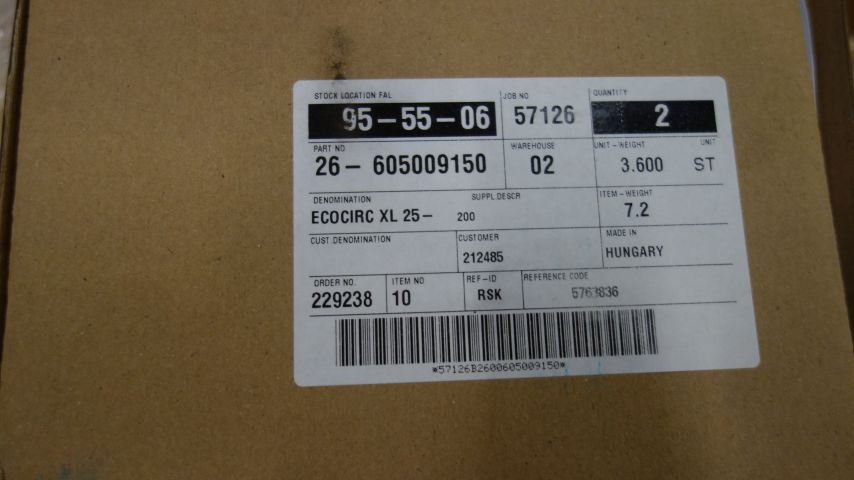 STOCK LOCATION FAL JOB NO QUANTITY
95-55-06 57126 2
PART NO WAREHOUSE UNIT-WEIGHT UNIT
26-605009150 02 3.600 ST
DENOMINATION SUPPL.DESCR ITEM-WEIGHT
ECOCIRC XL 25- 200 7.2
CUST.DENOMINATION CUSTOMER MADE IN
212485 HUNGARY
ORDER NO. ITEM NO REF-ID REFERENCE CODE
229238 10 RSK 5763836
*57126B2600605009150*